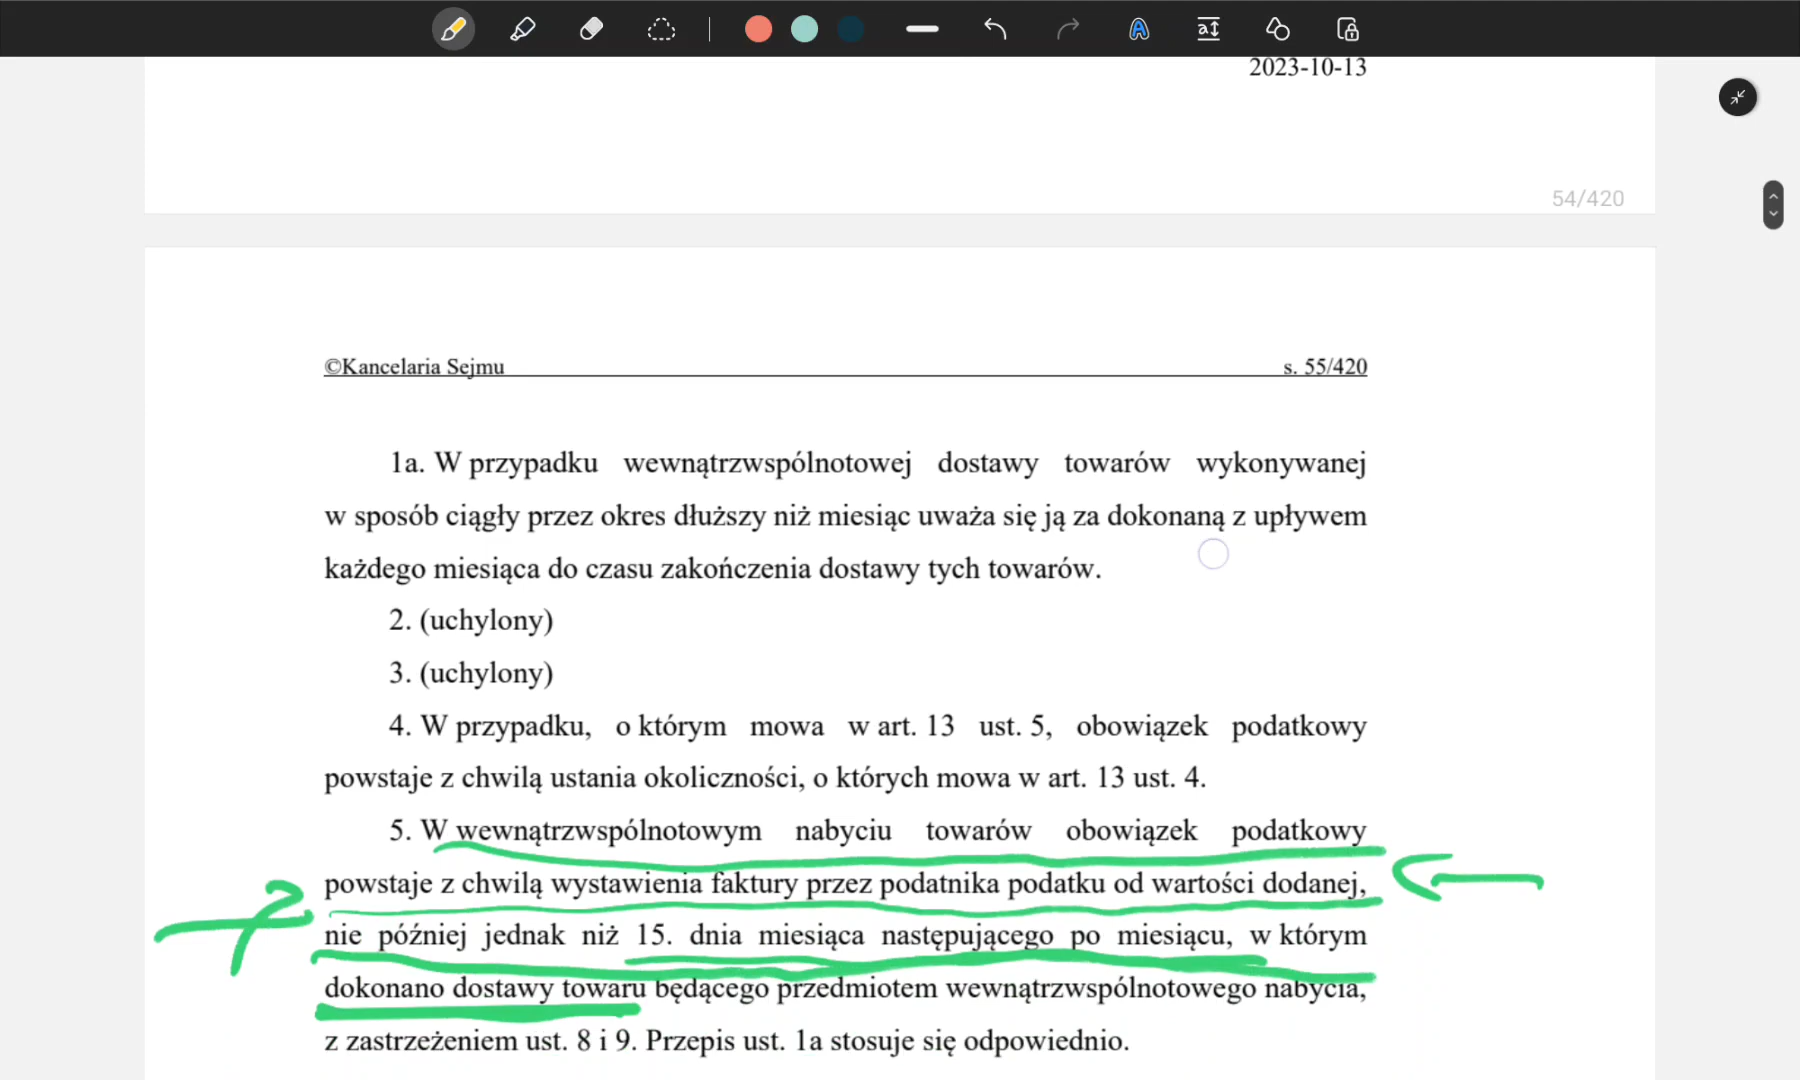 2023-10-13
54/420
©Kancelaria Sejmu s. 55/420
1a. W przypadku wewnątrzwspólnotowej dostawy towarów wykonywanej
w sposób ciągły przez okres dłuższy niż miesiąc uważa się ją za dokonaną z upływem
każdego miesiąca do czasu zakończenia dostawy tych towarów.
2. (uchylony)
3. (uchylony)
4. W przypadku, o którym mowa w art. 13 ust. 5, obowiązek podatkowy
powstaje z chwilą ustania okoliczności, o których mowa w art. 13 ust. 4.
5. W wewnątrzwspólnotowym nabyciu towarów obowiązek podatkowy
powstaje z chwilą wystawienia faktury przez podatnika podatku od wartości dodanej,
nie później jednak niż 15. dnia miesiąca następującego po miesiącu, w którym
dokonano dostawy towaru będącego przedmiotem wewnątrzwspólnotowego nabycia,
z zastrzeżeniem ust. 8 i 9. Przepis ust. 1a stosuje się odpowiednio.